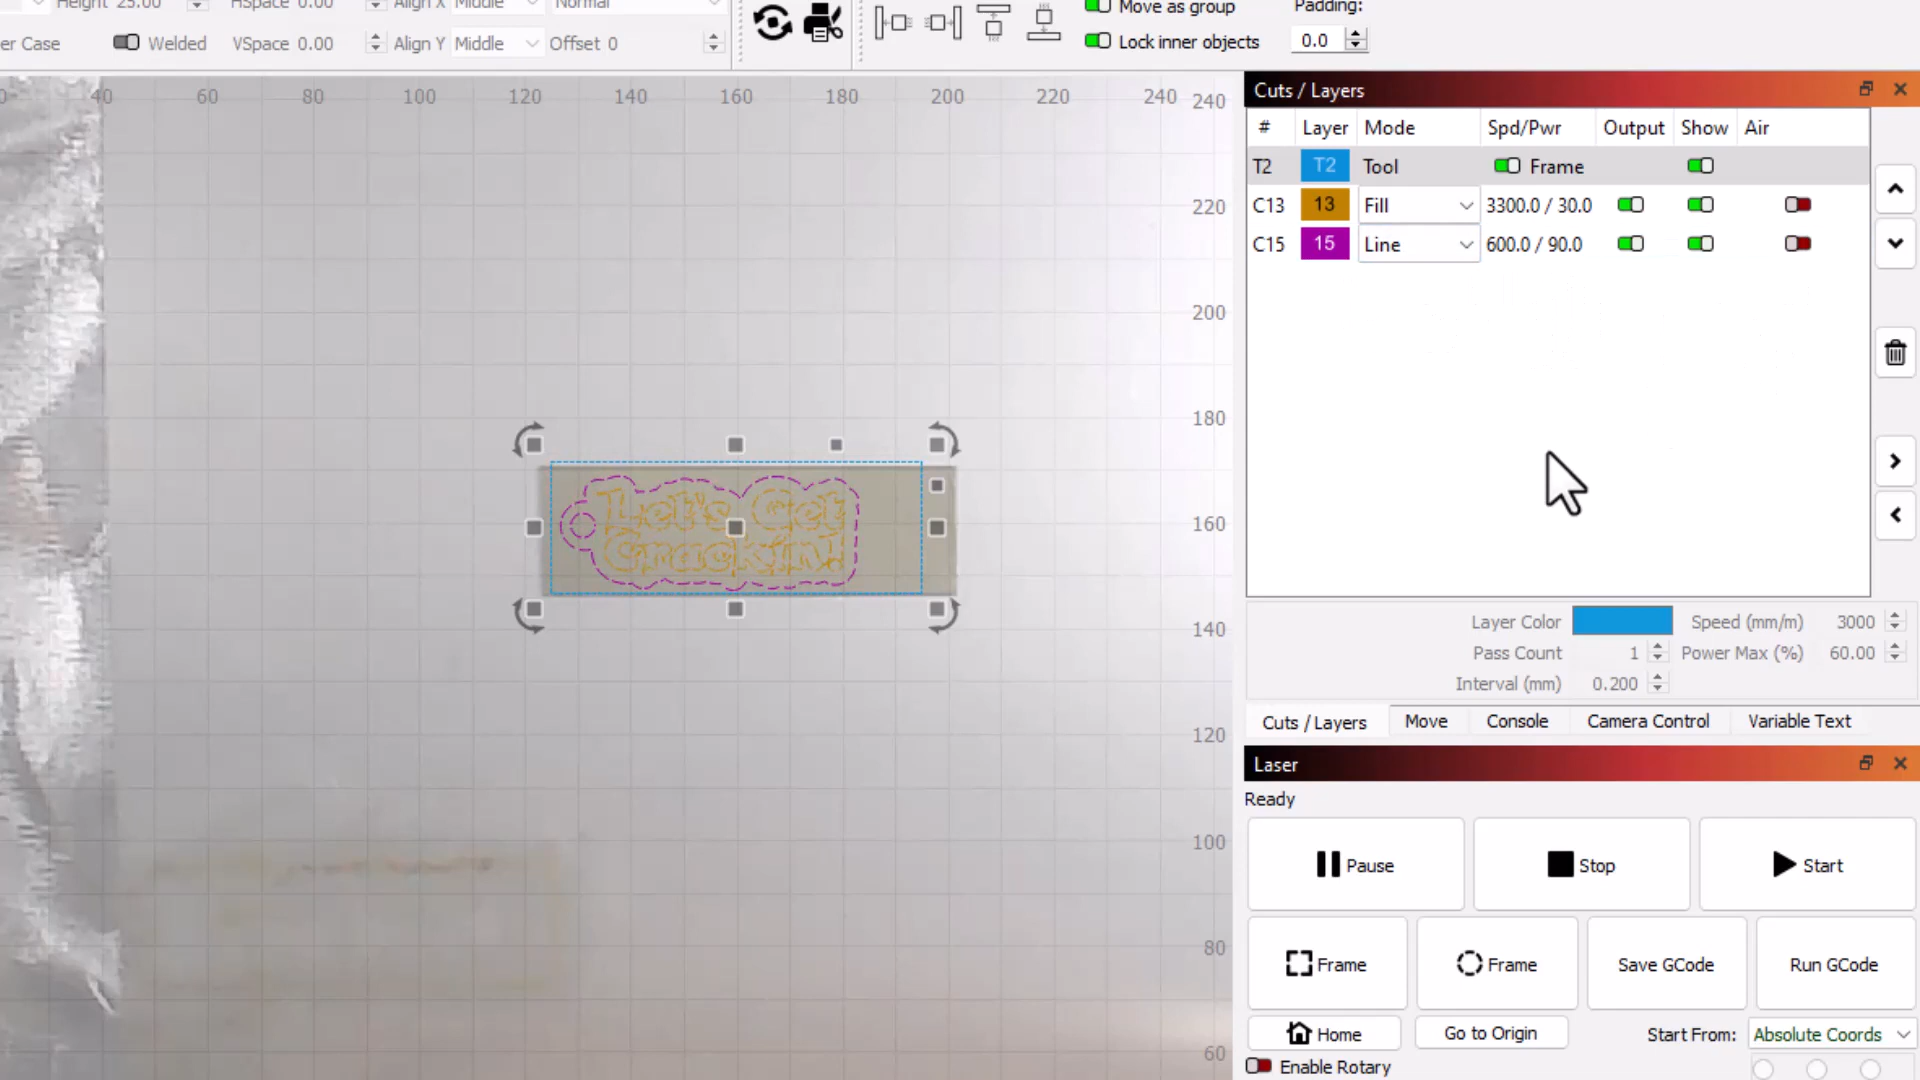 Height 25.00 HSpace 0.00 Align X Middle Normal
er Case Welded VSpace 0.00 Align Y Middle Offset 0
Move as group Padding:
Lock inner objects 0.0
40 60 80 100 120 140 160 180 200 220 240
240
220
200
180
160
140
120
100
80
60
Let's Get
Crackin!
Cuts / Layers
# Layer Mode Spd/Pwr Output Show Air
T2 T2 Tool Frame
C13 13 Fill 3300.0 / 30.0
C15 15 Line 600.0 / 90.0
Layer Color Speed (mm/m) 3000
Pass Count 1 Power Max (%) 60.00
Interval (mm) 0.200
Cuts / Layers Move Console Camera Control Variable Text
Laser
Ready
Pause Stop Start
Frame Frame Save GCode Run GCode
Home Go to Origin Start From: Absolute Coords
Enable Rotary